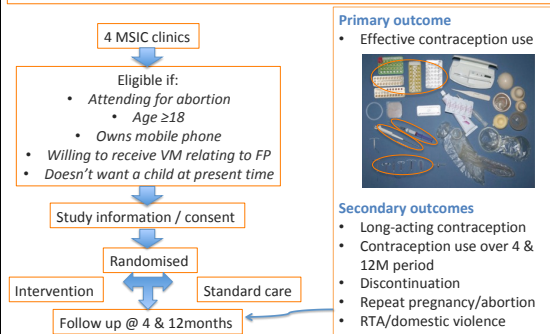 4 MSIC clinics
Eligible if:
• Attending for abortion
• Age ≥18
• Owns mobile phone
• Willing to receive VM relating to FP
• Doesn't want a child at present time
Study information / consent
Randomised
Intervention
Standard care
Follow up @ 4 & 12months
Primary outcome
• Effective contraception use
Secondary outcomes
• Long-acting contraception
• Contraception use over 4 &
12M period
• Discontinuation
• Repeat pregnancy/abortion
• RTA/domestic violence